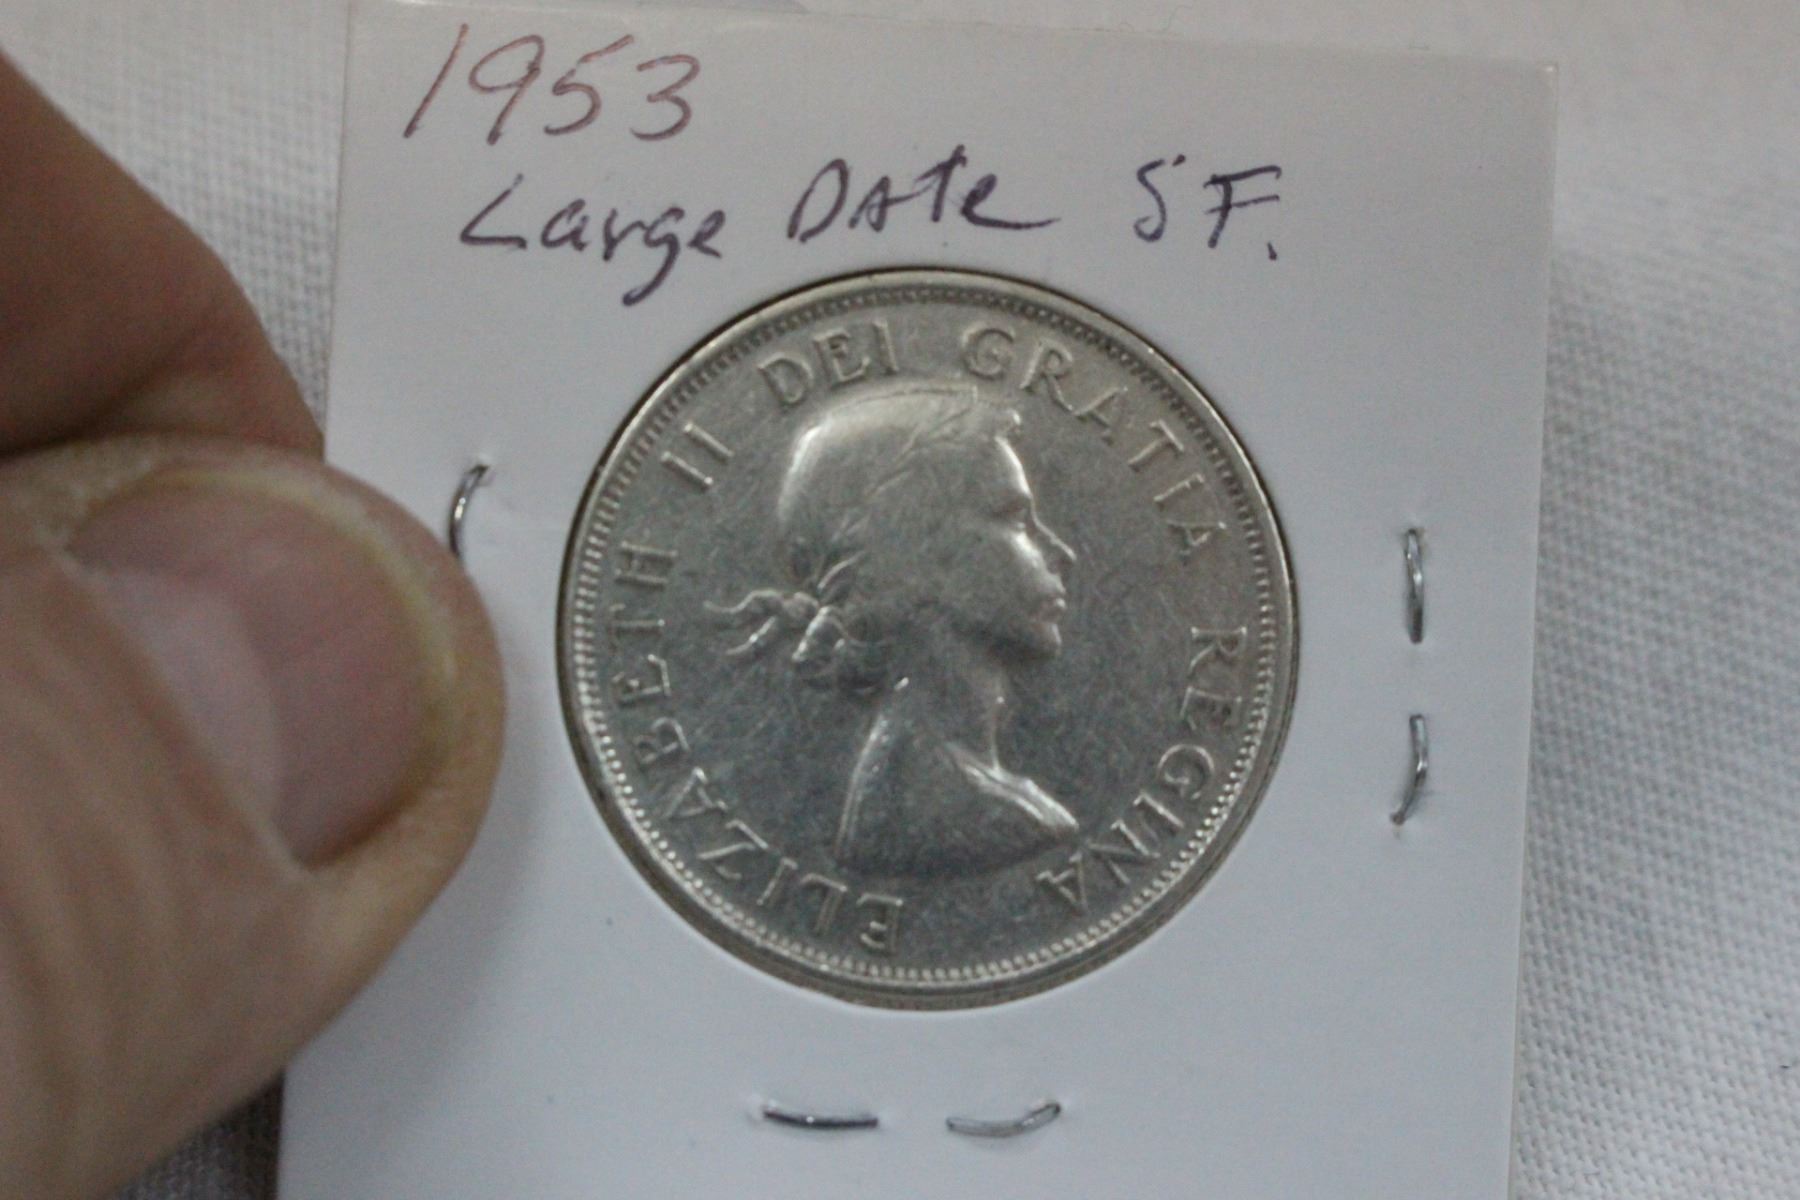 1953
Large Date SF.
ELIZABETH II DEI GRATIA REGINA